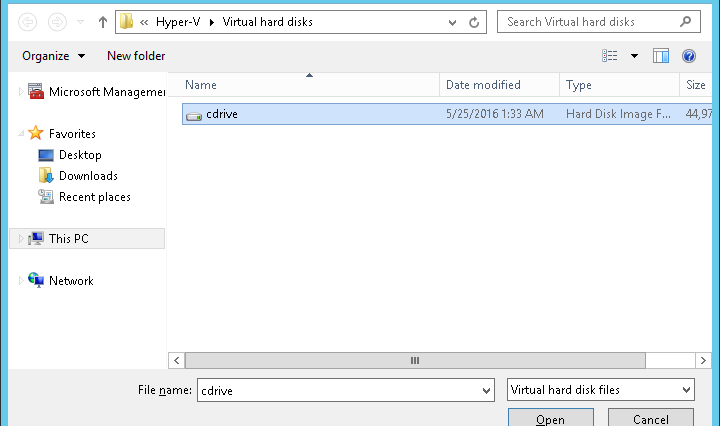 « Hyper-V Virtual hard disks Search Virtual hard disks
Organize New folder
Name Date modified Type Size
cdrive 5/25/2016 1:33 AM Hard Disk Image F... 44,97
Microsoft Managemer
Favorites
Desktop
Downloads
Recent places
This PC
Network
File name: cdrive Virtual hard disk files
Open Cancel